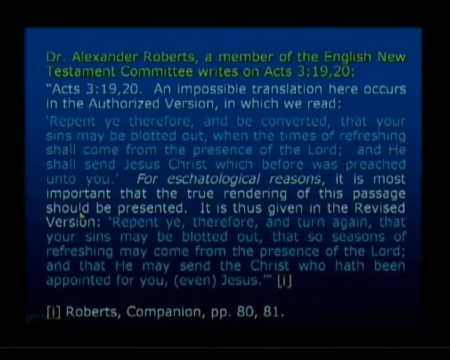 Dr. Alexander Roberts, a member of the English New
Testament Committee writes on Acts 3:19,20:
"Acts 3:19,20.  An impossible translation here occurs
in the Authorized Version, in which we read:
'Repent ye therefore, and be converted, that your
sins may be blotted out, when the times of refreshing
shall come from the presence of the Lord;  and He
shall send Jesus Christ which before was preached
unto you.'  For eschatological reasons, it is most
important that the true rendering of this passage
should be presented.  It is thus given in the Revised
Version: 'Repent ye, therefore, and turn again, that
your sins may be blotted out, that so seasons of
refreshing may come from the presence of the Lord;
and that He may send the Christ who hath been
appointed for you, (even) Jesus.'" [i]
[i] Roberts, Companion, pp. 80, 81.